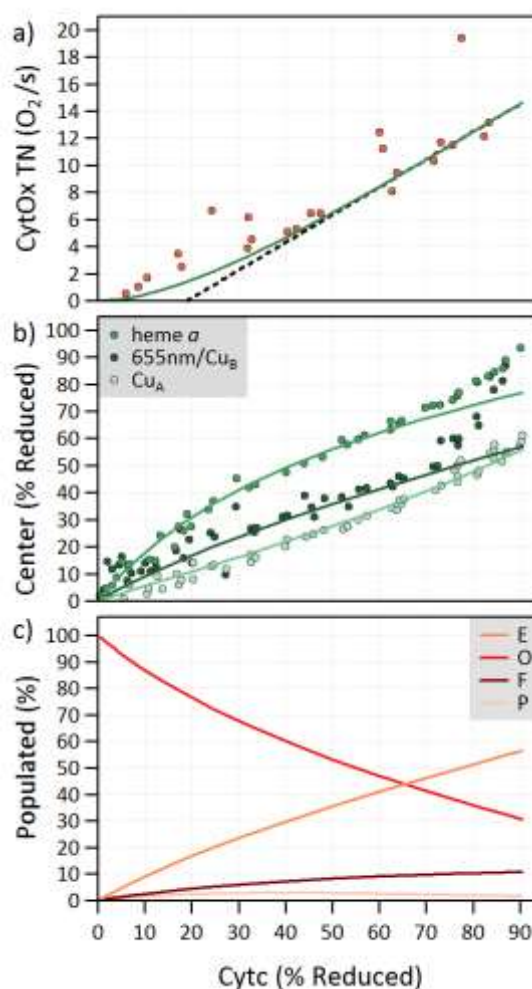 a)
CytOx TN (O₂/s)
20
18
16
14
12
10
8
6
4
2
0
b)
Center (% Reduced)
100
90
80
70
60
50
40
30
20
10
0
heme a
655nm/Cu_B
Cu_A
c)
Populated (%)
100
90
80
70
60
50
40
30
20
10
0
E
O
F
P
0 10 20 30 40 50 60 70 80 90
Cytc (% Reduced)